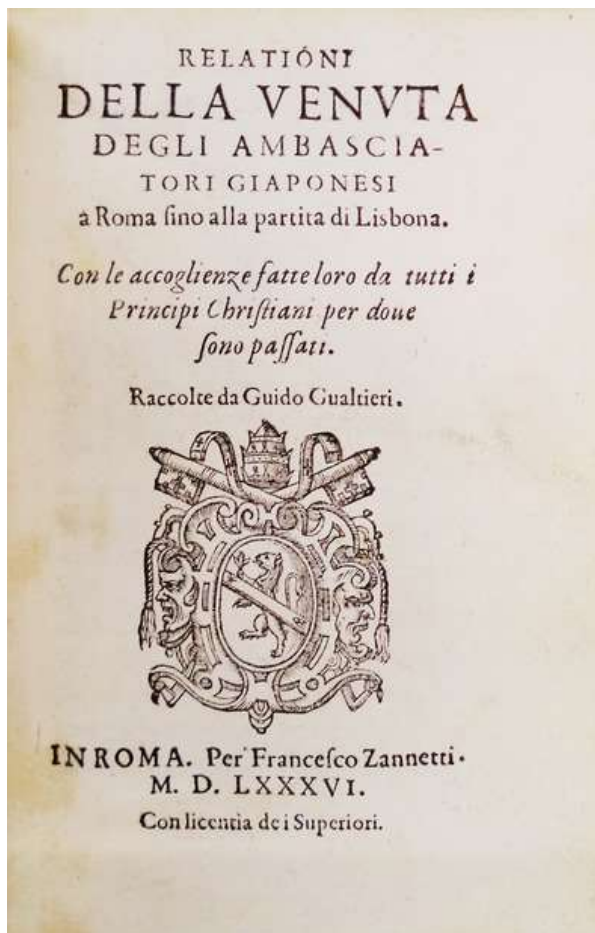 RELATIÓNI
DELLA VENVTA
DEGLI AMBASCIA-
TORI GIAPONESI
a Roma ſino alla partita di Lisbona.
Con le accoglienze fatte loro da tutti i
Principi Chriſtiani per doue
ſono paſſati.
Raccolte da Guido Gualtieri.
IN ROMA. Per Franceſco Zannetti.
M. D. LXXXVI.
Con licentia de i Superiori.